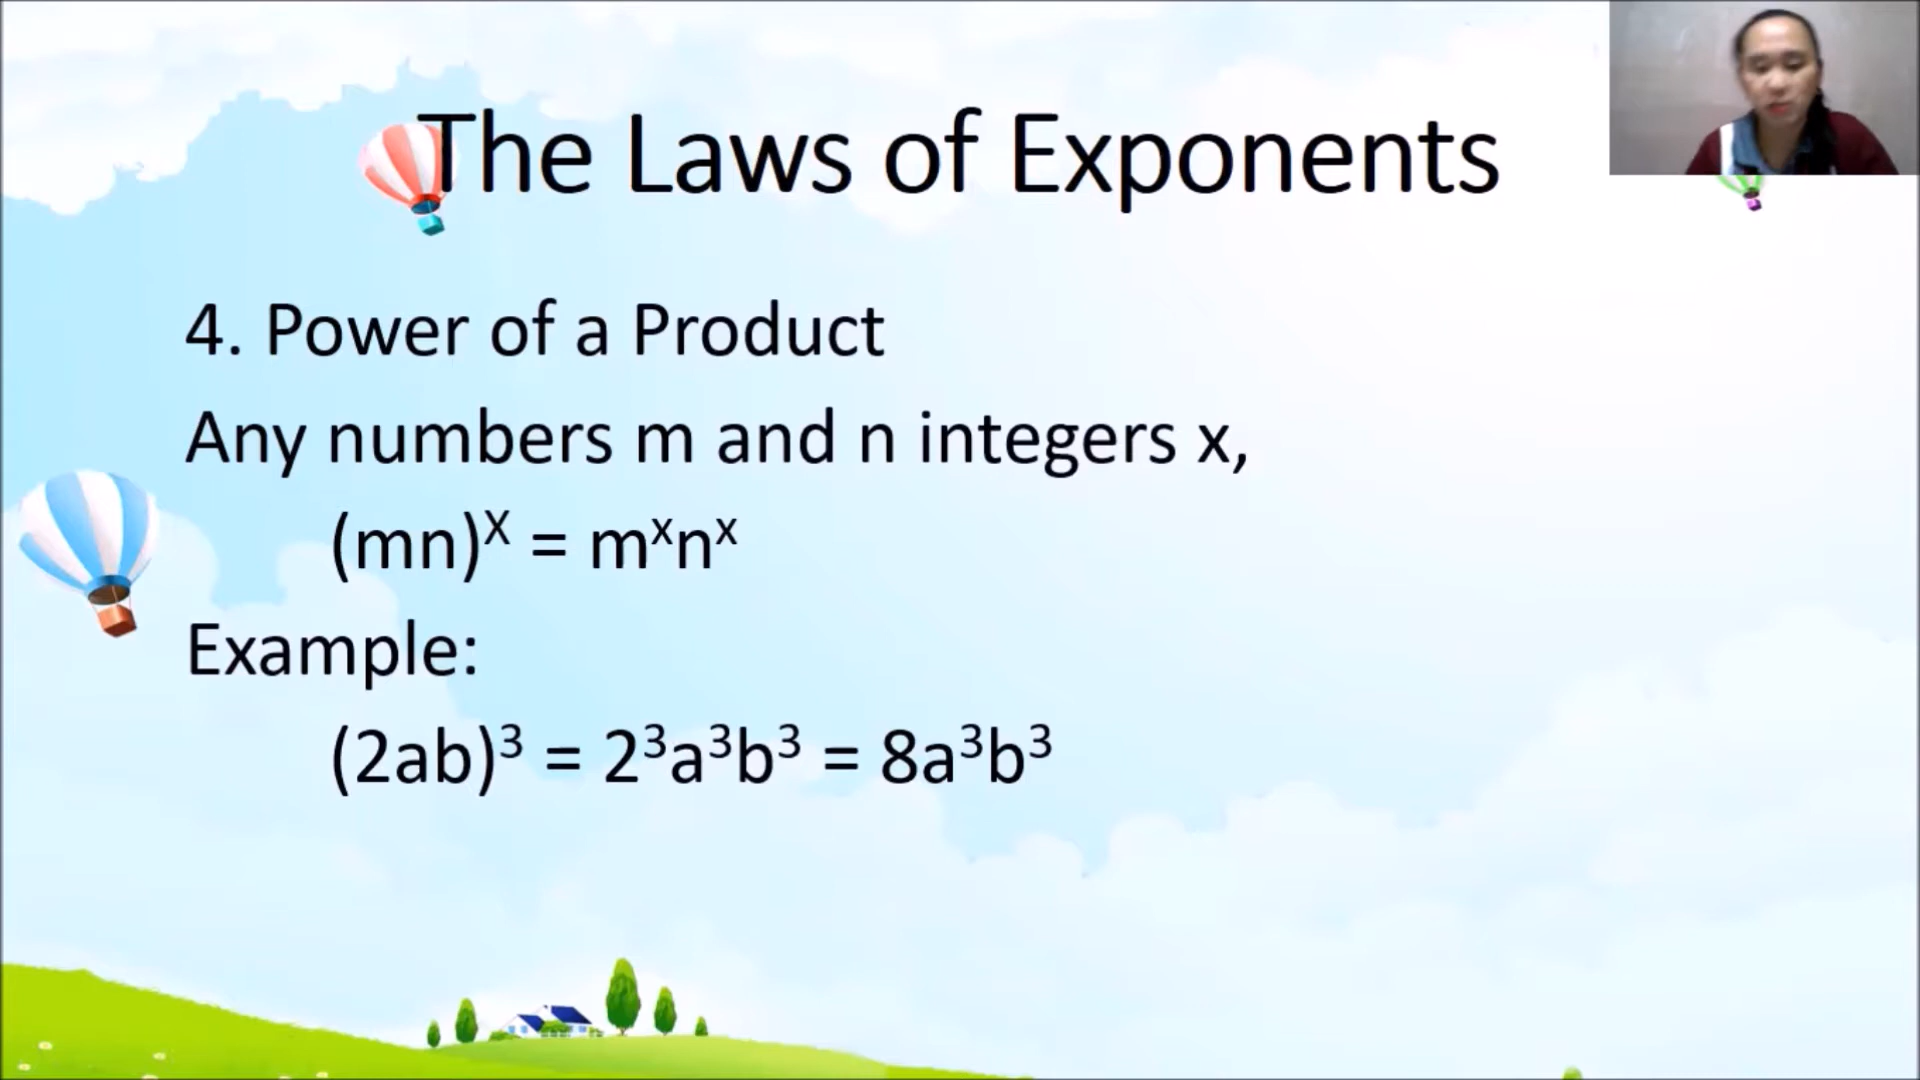 The Laws of Exponents
4. Power of a Product
Any numbers m and n integers x,
(mn)ˣ = mˣnˣ
Example:
(2ab)³ = 2³a³b³ = 8a³b³